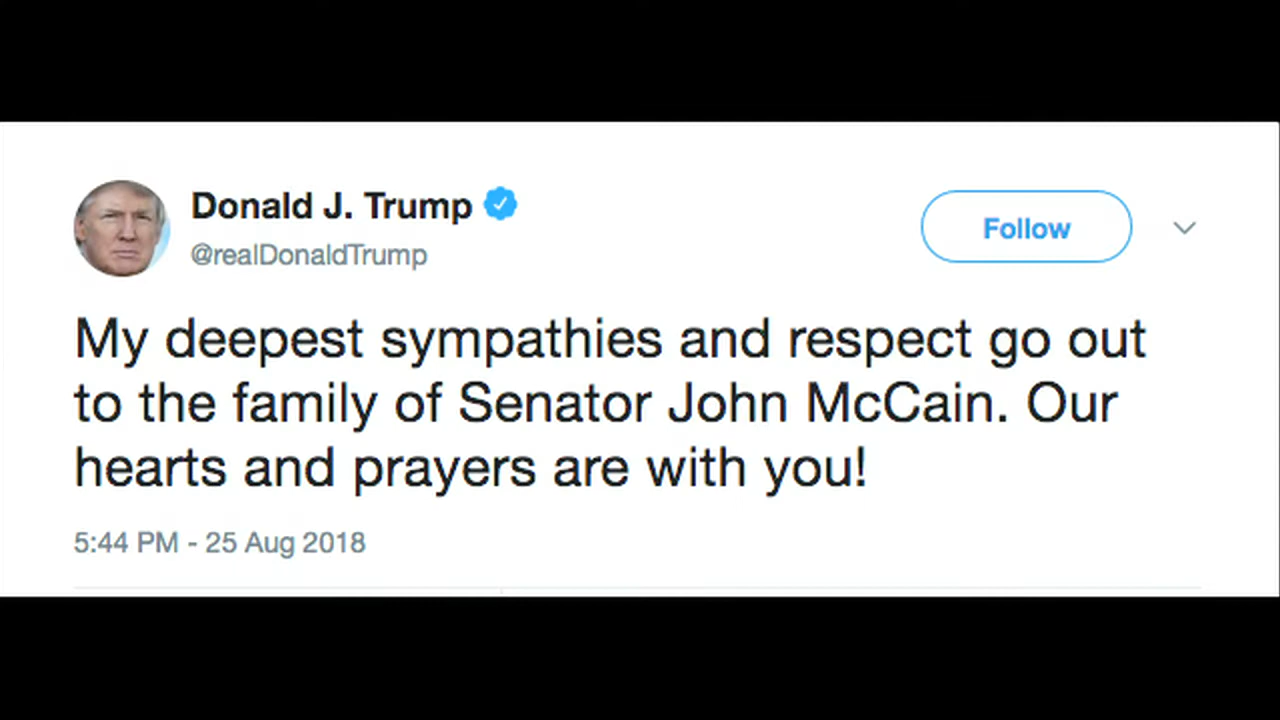 Donald J. Trump
@realDonaldTrump
Follow
My deepest sympathies and respect go out
to the family of Senator John McCain. Our
hearts and prayers are with you!
5:44 PM - 25 Aug 2018